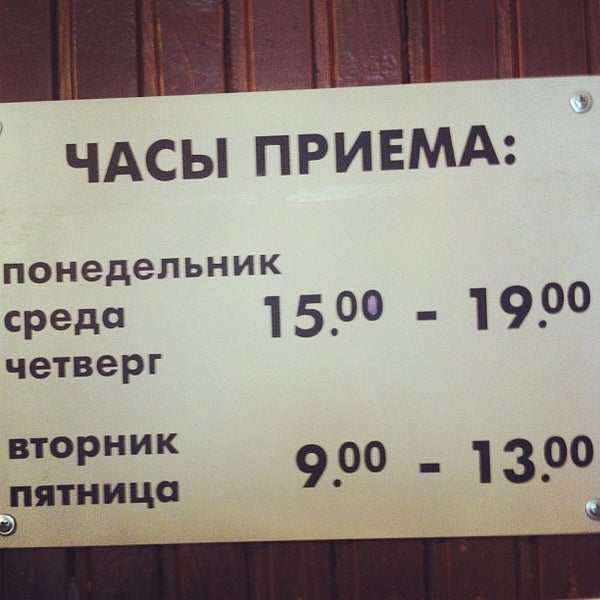 ЧАСЫ ПРИЕМА:
понедельник
среда 15.00 - 19.00
четверг
вторник
пятница 9.00 - 13.00